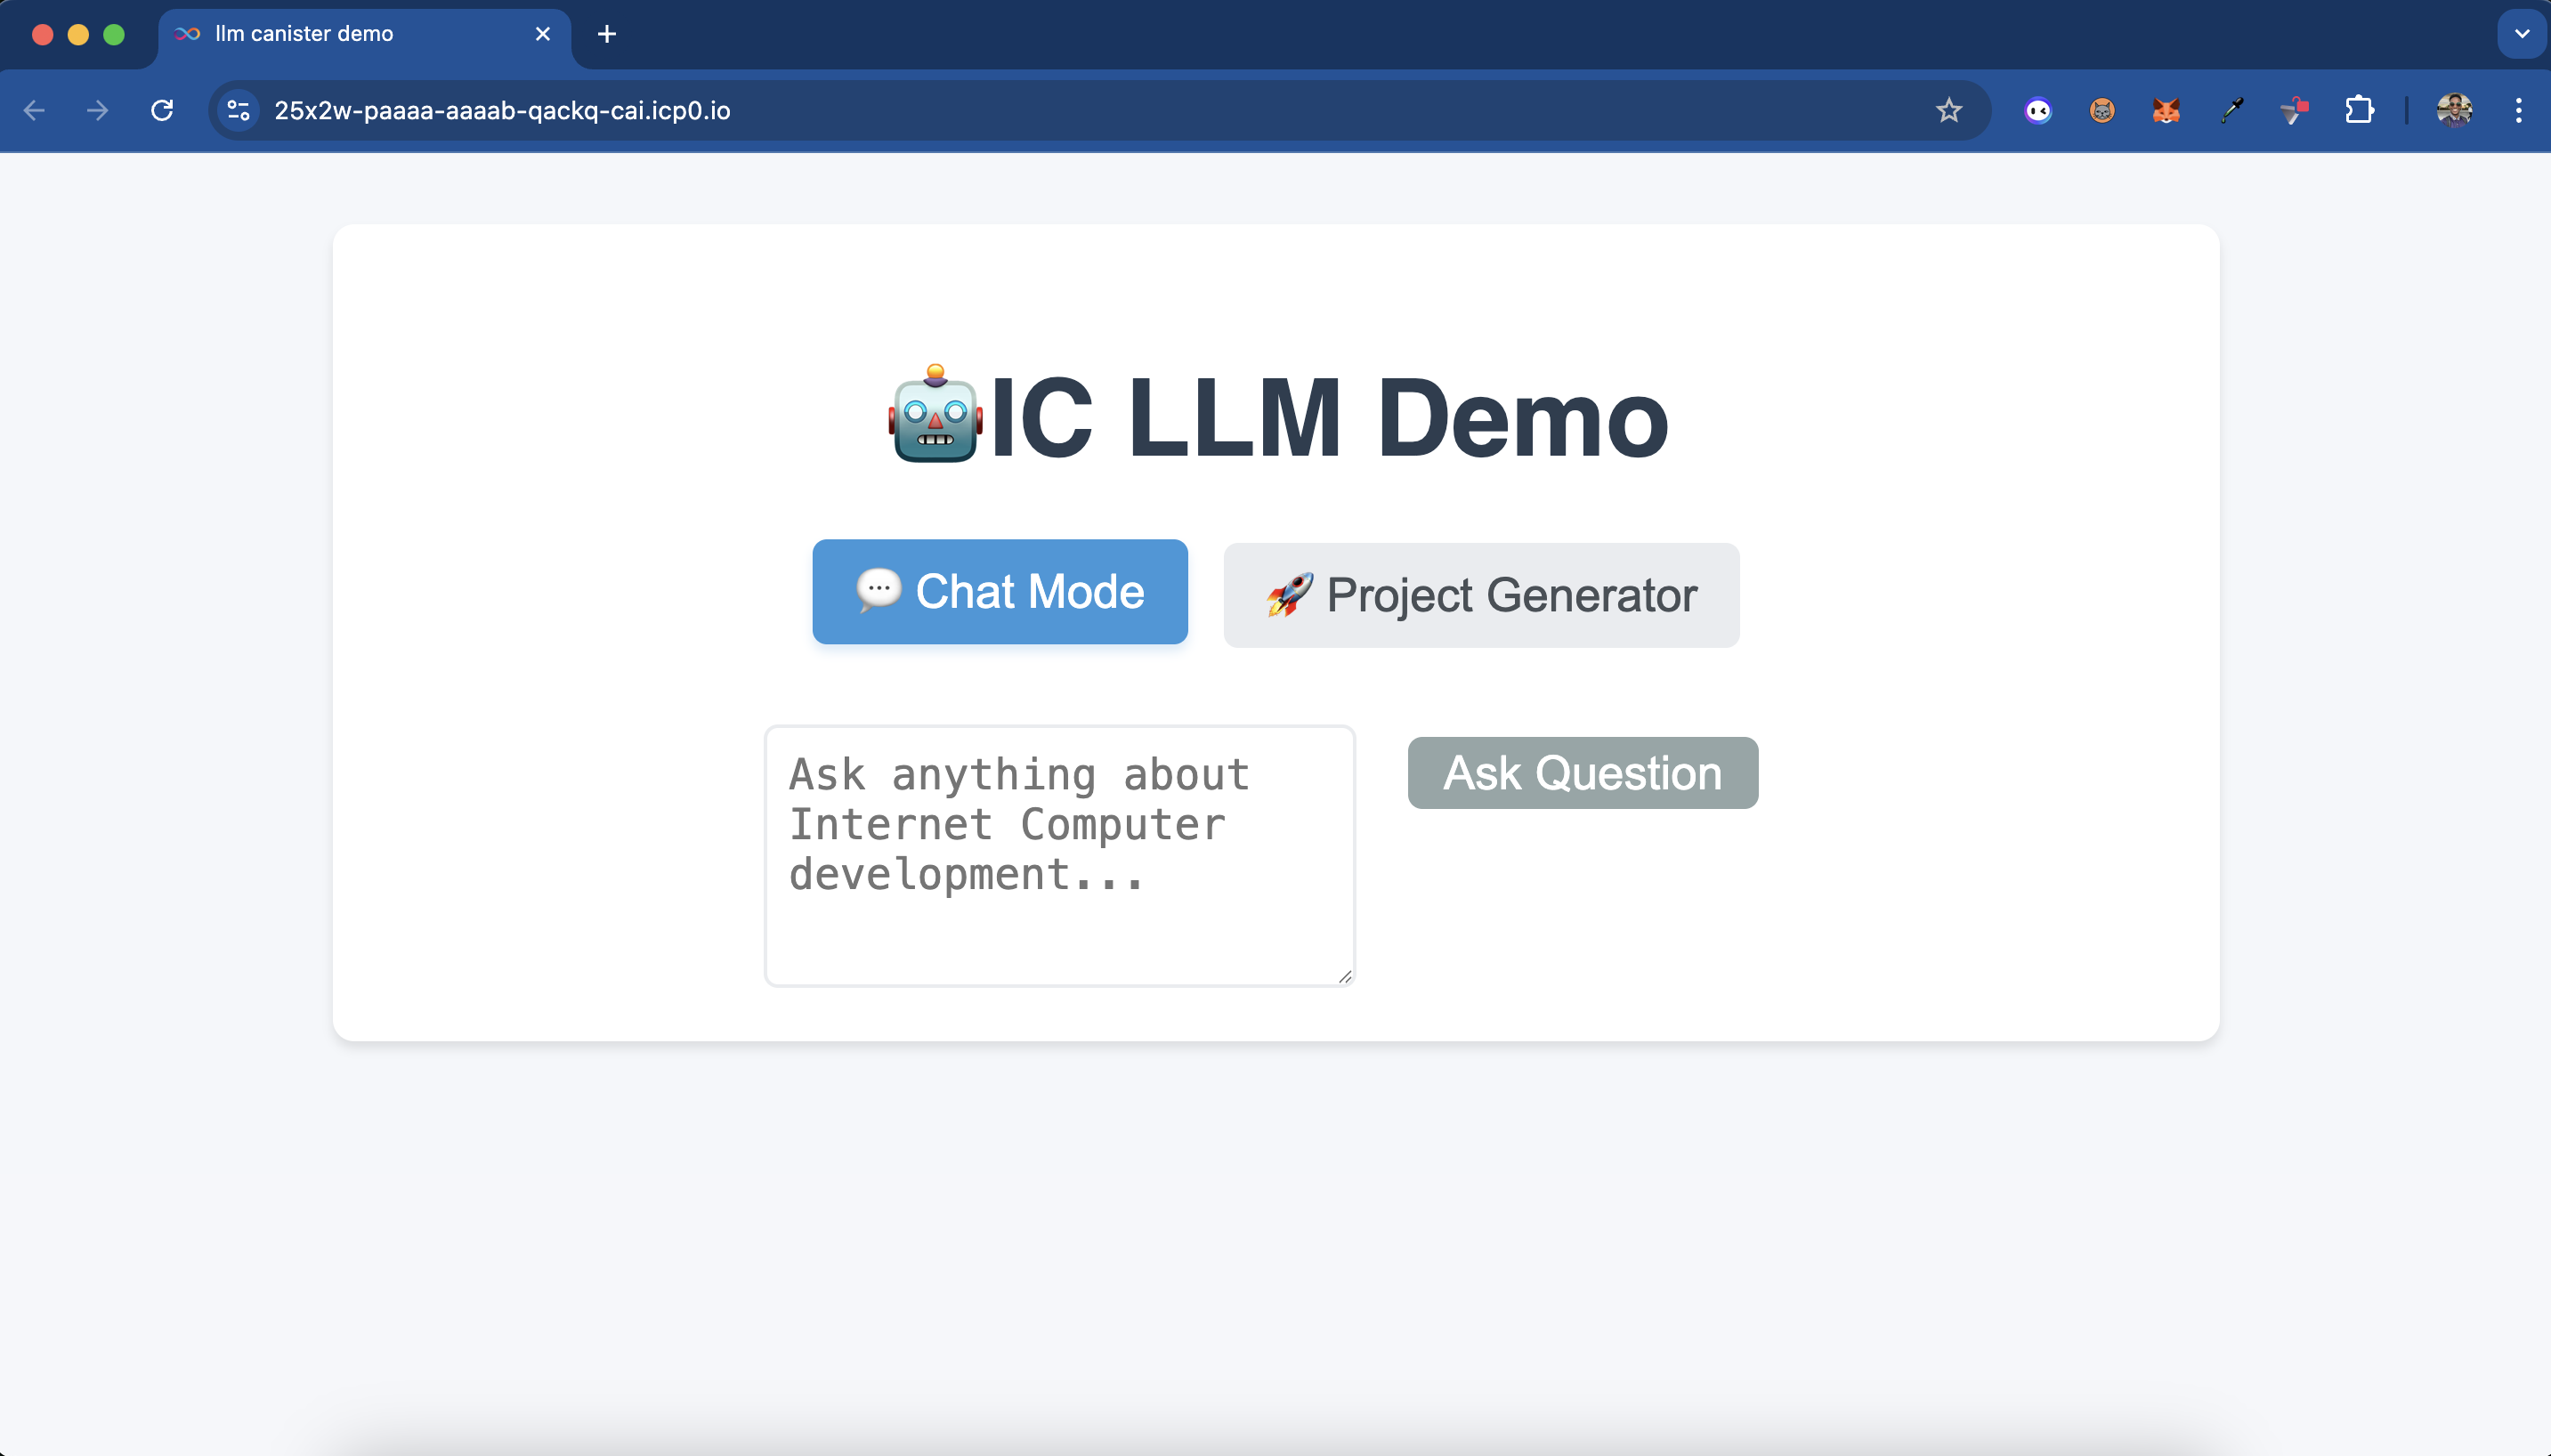 llm canister demo
25x2w-paaaa-aaaab-qackq-cai.icp0.io
🤖IC LLM Demo
💬 Chat Mode
🚀 Project Generator
Ask anything about
Internet Computer
development...
Ask Question